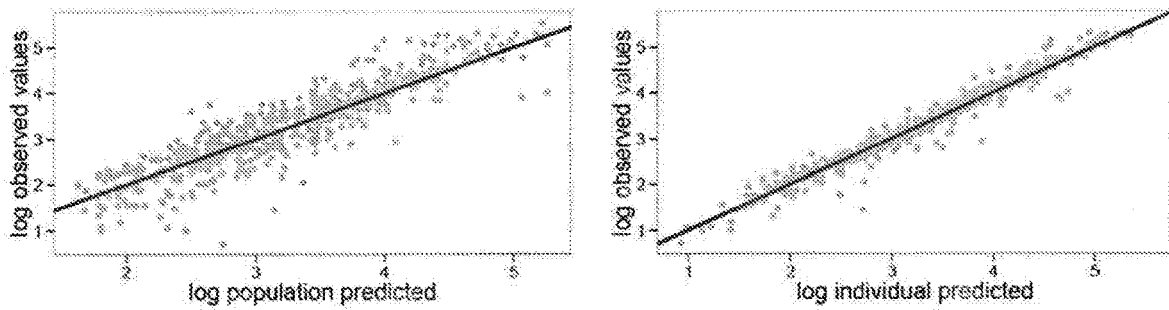 log observed values
5
4
3
2
1
2 3 4 5
log population predicted
log observed values
5
4
3
2
1
1 2 3 4 5
log individual predicted